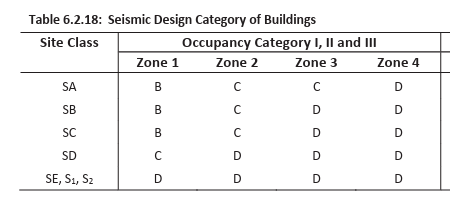 Table 6.2.18: Seismic Design Category of Buildings
Site Class Occupancy Category I, II and III
Zone 1 Zone 2 Zone 3 Zone 4
SA B C C D
SB B C D D
SC B C D D
SD C D D D
SE, S1, S2 D D D D